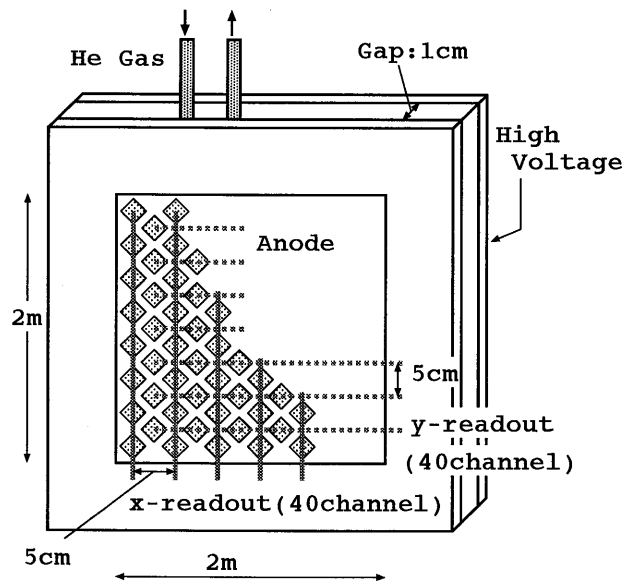 He Gas
Gap:1cm
High
Voltage
Anode
2m
5cm
y-readout
(40channel)
x-readout(40channel)
5cm
2m